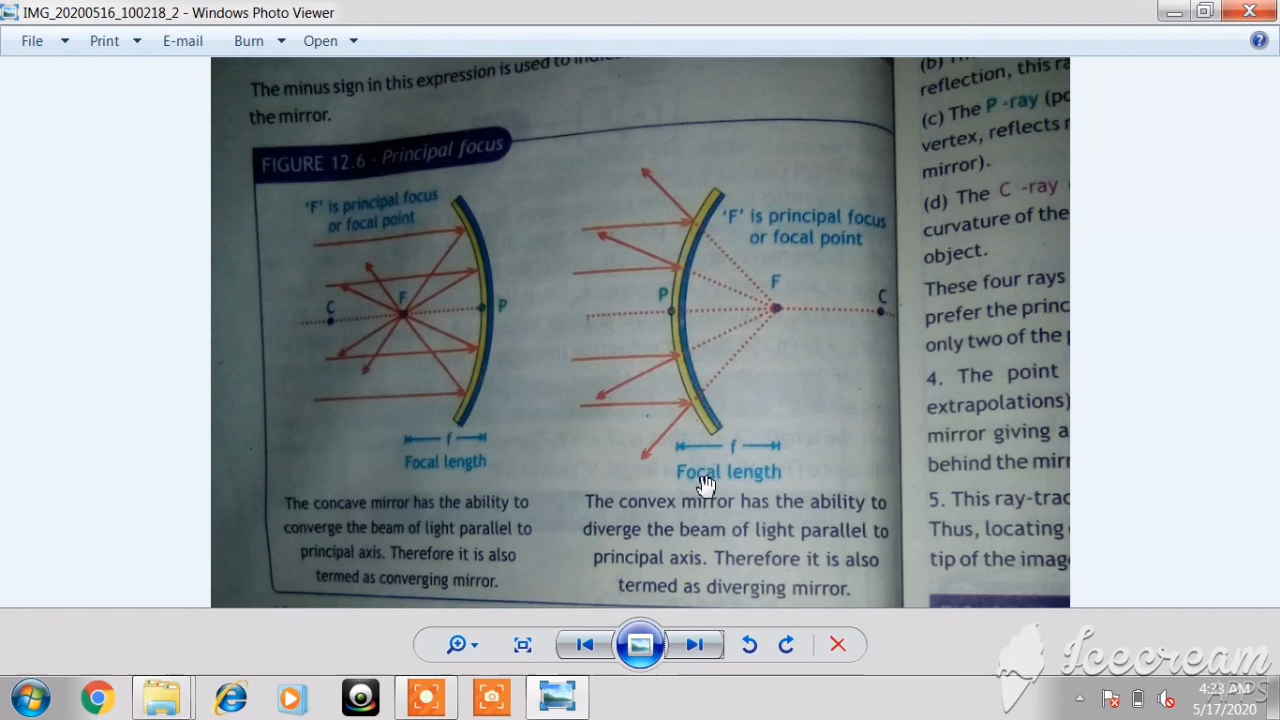 IMG_20200516_100218_2 - Windows Photo Viewer
File Print E-mail Burn Open
The minus sign in this expression is used to
the mirror.
FIGURE 12.6 - Principal focus
'F' is principal focus
or focal point
C
F
P
f
Focal length
The concave mirror has the ability to
converge the beam of light parallel to
principal axis. Therefore it is also
termed as converging mirror.
'F' is principal focus
or focal point
P
F
C
f
Focal length
The convex mirror has the ability to
diverge the beam of light parallel to
principal axis. Therefore it is also
termed as diverging mirror.
(b)
reflection, this
(c) The P -ray
vertex, reflects
mirror).
(d) The C -ray
curvature of the
object.
These four rays
prefer the
only two of the
4. The point
extrapolations)
mirror giving a
behind the
5. This
Thus, locating
tip of the
Icecream
APPS
4:23 AM
5/17/2020